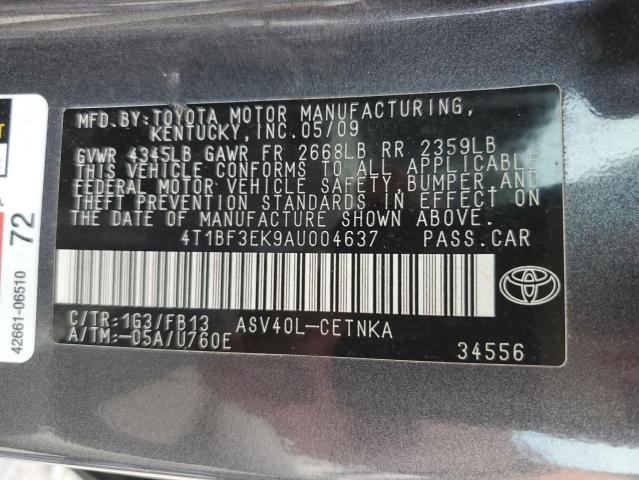 MFD.BY:TOYOTA MOTOR MANUFACTURING,
KENTUCKY,INC.05/09
GVWR 4345LB GAWR FR 2668LB RR 2359LB
THIS VEHICLE CONFORMS TO ALL APPLICABLE
FEDERAL MOTOR VEHICLE SAFETY,BUMPER,AND
THEFT PREVENTION STANDARDS IN EFFECT ON
THE DATE OF MANUFACTURE SHOWN ABOVE.
4T1BF3EK9AU004637 PASS.CAR
C/TR:1G3/FB13 ASV40L-CETNKA
A/TM:-05A/U760E
34556
42661-06510
72